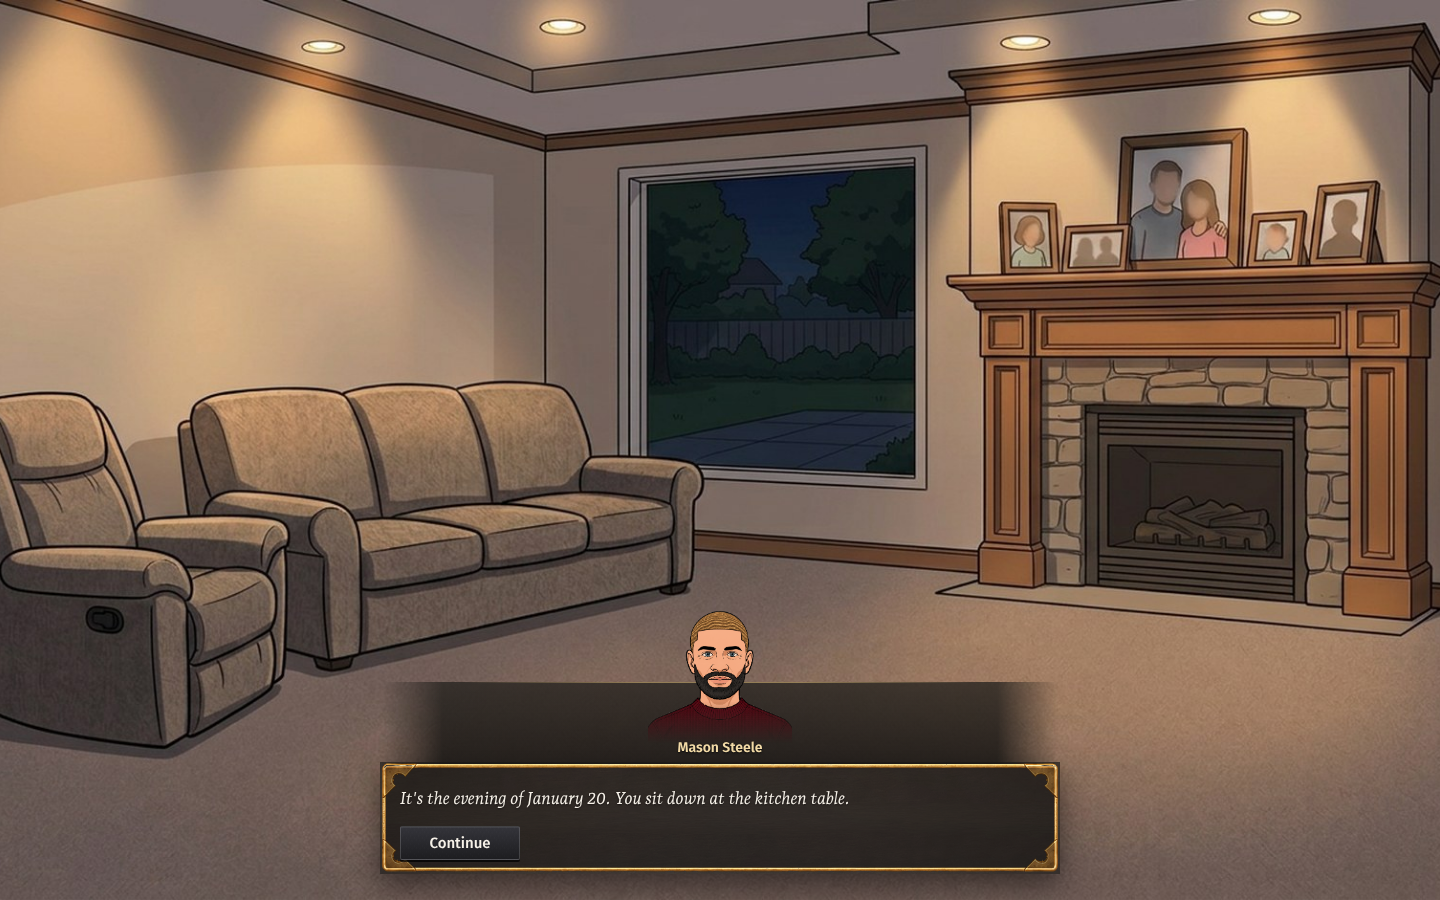 Mason Steele
It's the evening of January 20. You sit down at the kitchen table.
Continue